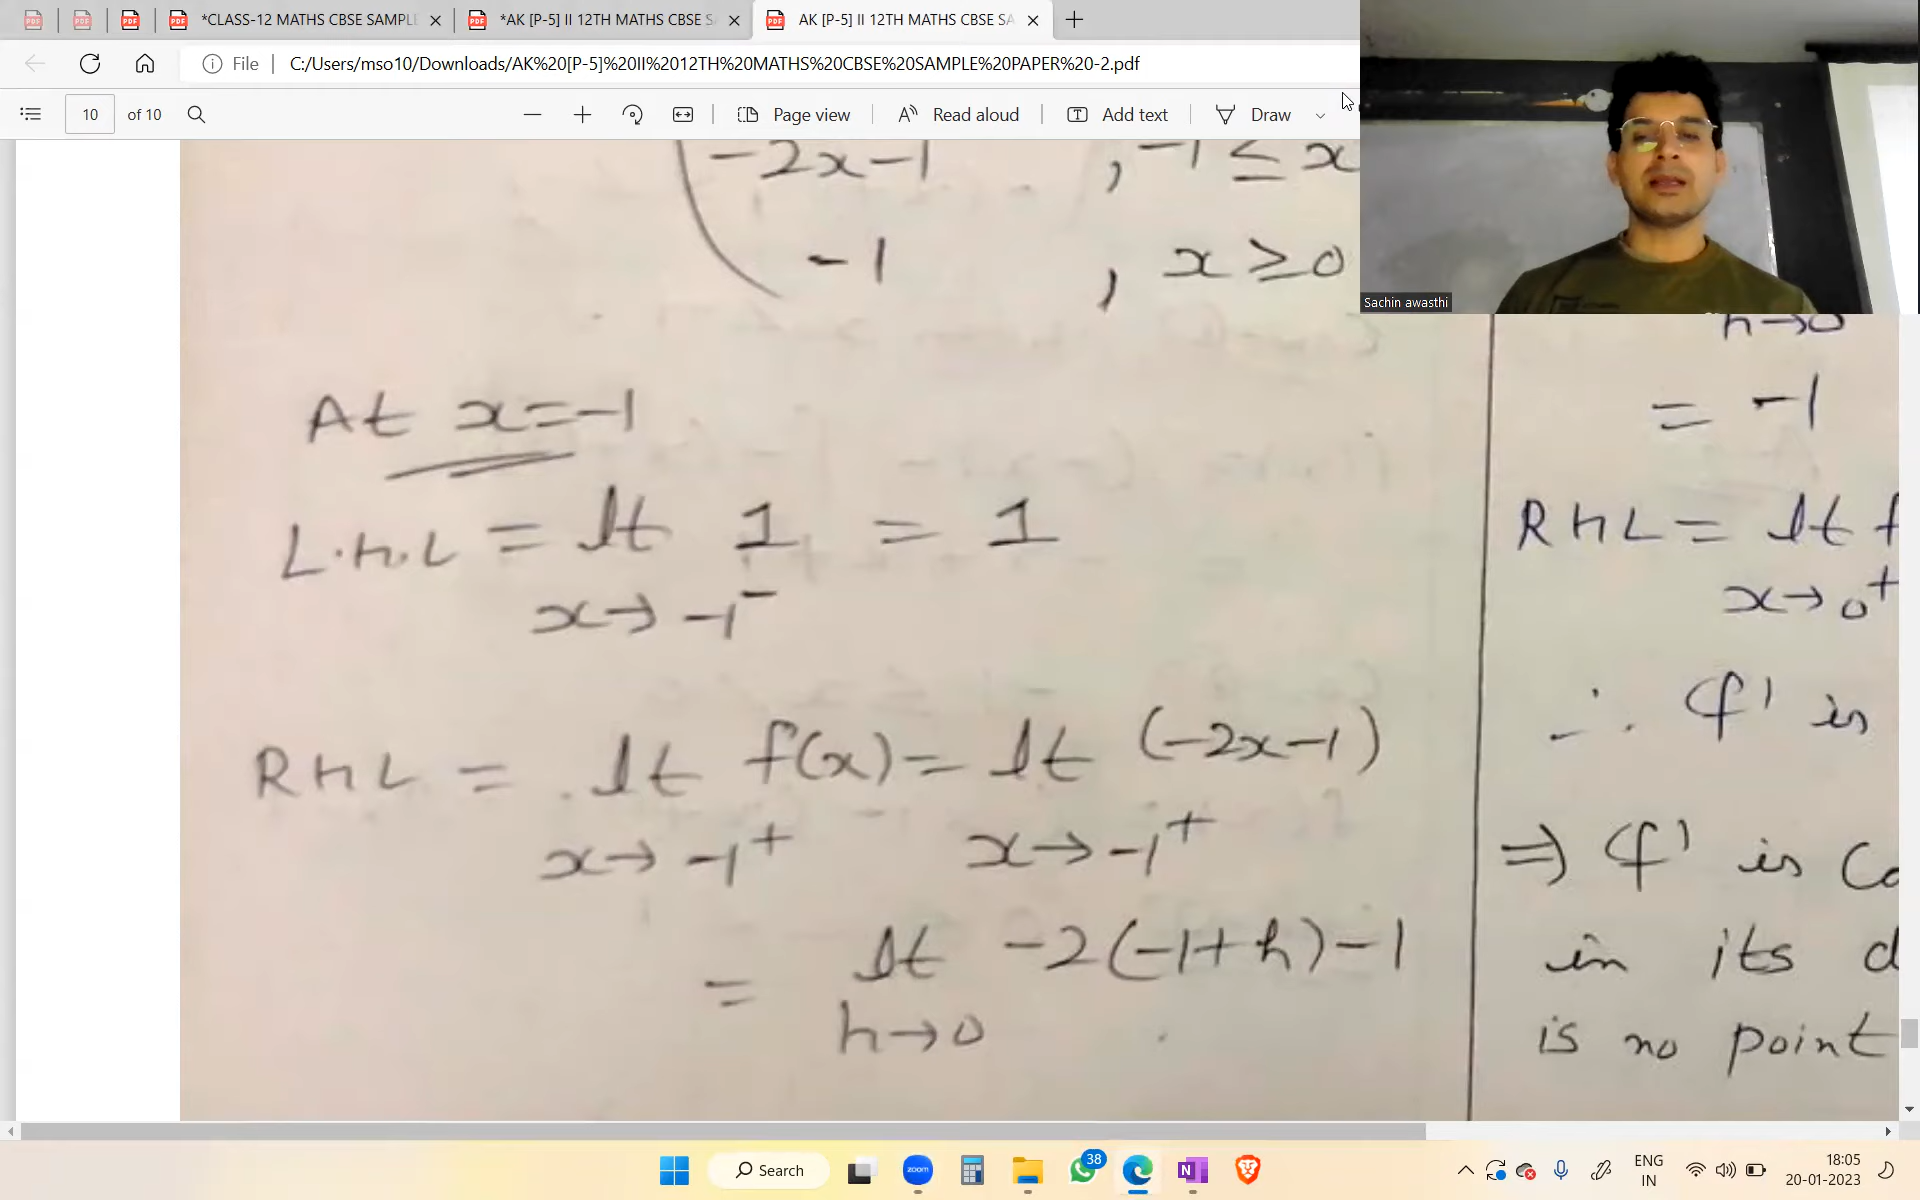 *CLASS-12 MATHS CBSE SAMPL
*AK [P-5] II 12TH MATHS CBSE S
AK [P-5] II 12TH MATHS CBSE SA
File
C:/Users/mso10/Downloads/AK%20[P-5]%20II%2012TH%20MATHS%20CBSE%20SAMPLE%20PAPER%20-2.pdf
10 of 10
Page view
Read aloud
Add text
Draw
Sachin awasthi
-2x-1 , -1 ≤ x
-1 , x ≥ 0
At x=-1
L.H.L = lt 1 = 1
x→ -1⁻
RHL = lt f(x) = lt (-2x-1)
x→ -1⁺ x→ -1⁺
= lt -2(-1+h)-1
h→0
h→0
= -1
RHL = lt f
x→0⁺
∴ 'f' is
⇒ 'f' is Co
in its d
is no point
Search
38
zoom
N
ENG
IN
18:05
20-01-2023